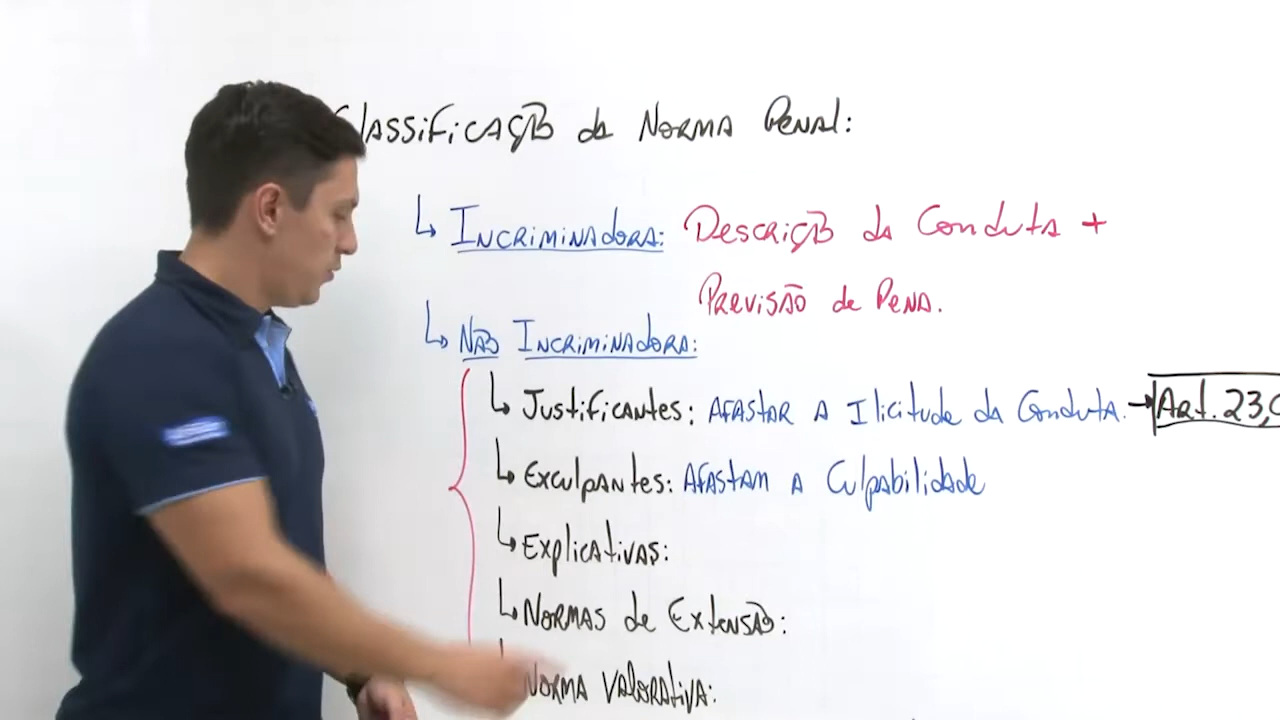 Classificação da Norma Penal:
↳ Incriminadora: Descrição da Conduta +
Previsão de Pena.
↳ Não Incriminadora:
↳ Justificantes: Afastar a Ilicitude da Conduta. → Art. 23, C
↳ Exculpantes: Afastam a Culpabilidade
↳ Explicativas:
↳ Normas de Extensão:
Norma Valorativa: